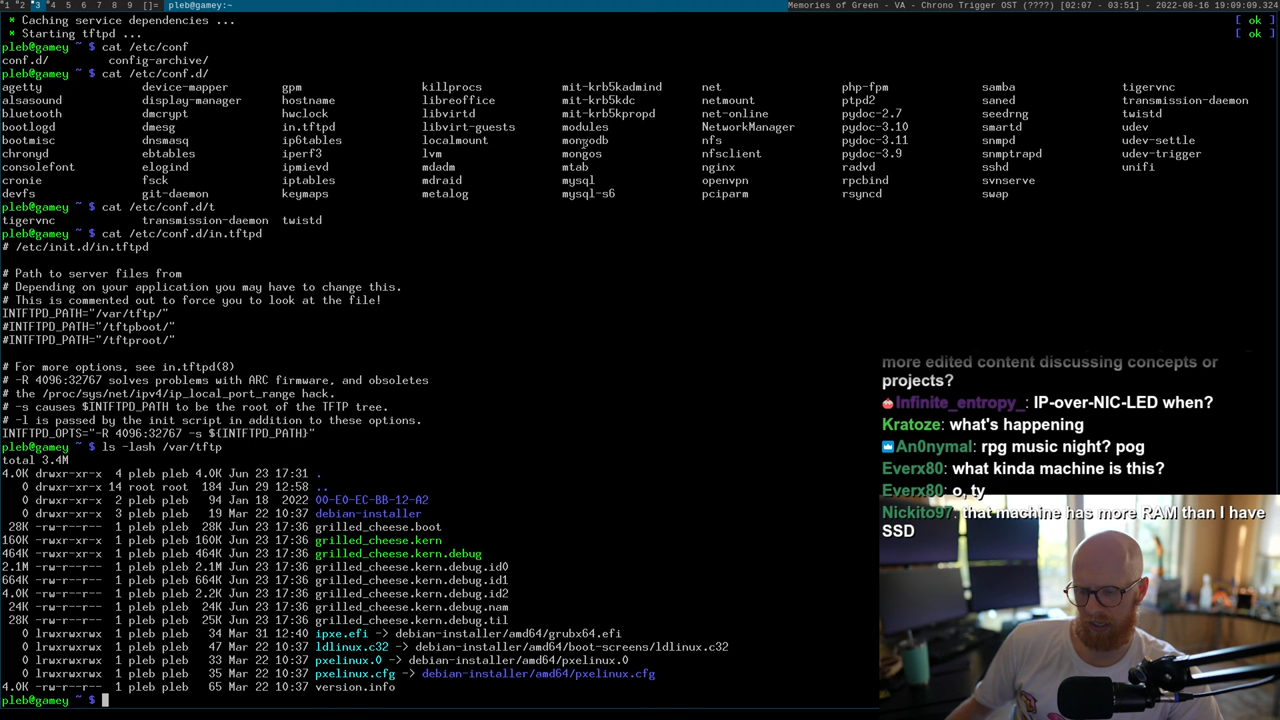 1 2 3 4 5 6 7 8 9 []= pleb@gamey:~ Memories of Green - VA - Chrono Trigger OST (????) [02:07 - 03:51] - 2022-08-16 19:09:09.324
* Caching service dependencies ... [ ok ]
* Starting tftpd ... [ ok ]
pleb@gamey ~ $ cat /etc/conf
conf.d/ config-archive/
pleb@gamey ~ $ cat /etc/conf.d/
agetty device-mapper gpm killprocs mit-krb5kadmind net php-fpm samba tigervnc
alsasound display-manager hostname libreoffice mit-krb5kdc netmount ptpd2 saned transmission-daemon
bluetooth dmcrypt hwclock libvirtd mit-krb5kpropd net-online pydoc-2.7 seedrng twistd
bootlogd dmesg in.tftpd libvirt-guests modules NetworkManager pydoc-3.10 smartd udev
bootmisc dnsmasq ip6tables localmount mongodb nfs pydoc-3.11 snmpd udev-settle
chronyd ebtables iperf3 lvm mongos nfsclient pydoc-3.9 snmptrapd udev-trigger
consolefont elogind ipmitool mdadm mtab nginx radvd sshd unifi
cronie fsck iptables mdraid mysql openvpn rpcbind svnserve
devfs git-daemon keymaps metalog mysql-s6 pciparm rsyncd swap
pleb@gamey ~ $ cat /etc/conf.d/t
tigervnc transmission-daemon twistd
pleb@gamey ~ $ cat /etc/conf.d/in.tftpd
# /etc/init.d/in.tftpd
# Path to server files from
# Depending on your application you may have to change this.
# This is commented out to force you to look at the file!
INTFTPD_PATH="/var/tftp/"
#INTFTPD_PATH="/tftpboot/"
#INTFTPD_PATH="/tftproot/"
# For more options, see in.tftpd(8)
# -R 4096:32767 solves problems with ARC firmware, and obsoletes
# the /proc/sys/net/ipv4/ip_local_port_range hack.
# -s causes $INTFTPD_PATH to be the root of the TFTP tree.
# -l is passed by the init script in addition to these options.
INTFTPD_OPTS="-R 4096:32767 -s ${INTFTPD_PATH}"
pleb@gamey ~ $ ls -lash /var/tftp
total 3.4M
4.0K drwxr-xr-x 4 pleb pleb 4.0K Jun 23 17:31 .
0 drwxr-xr-x 14 root root 184 Jun 29 12:58 ..
0 drwxr-xr-x 2 pleb pleb 94 Jan 18 2022 00-E0-EC-BB-12-A2
0 drwxr-xr-x 3 pleb pleb 19 Mar 22 10:37 debian-installer
28K -rw-r--r-- 1 pleb pleb 28K Jun 23 17:36 grilled_cheese.boot
160K -rwxr-xr-x 1 pleb pleb 160K Jun 23 17:36 grilled_cheese.kern
464K -rwxr-xr-x 1 pleb pleb 464K Jun 23 17:36 grilled_cheese.kern.debug
2.1M -rw-r--r-- 1 pleb pleb 2.1M Jun 23 17:36 grilled_cheese.kern.debug.id0
664K -rw-r--r-- 1 pleb pleb 664K Jun 23 17:36 grilled_cheese.kern.debug.id1
4.0K -rw-r--r-- 1 pleb pleb 2.2K Jun 23 17:36 grilled_cheese.kern.debug.id2
24K -rw-r--r-- 1 pleb pleb 24K Jun 23 17:36 grilled_cheese.kern.debug.nam
28K -rw-r--r-- 1 pleb pleb 25K Jun 23 17:36 grilled_cheese.kern.debug.til
0 lrwxrwxrwx 1 pleb pleb 34 Mar 31 12:40 ipxe.efi -> debian-installer/amd64/grubx64.efi
0 lrwxrwxrwx 1 pleb pleb 47 Mar 22 10:37 ldlinux.c32 -> debian-installer/amd64/boot-screens/ldlinux.c32
0 lrwxrwxrwx 1 pleb pleb 33 Mar 22 10:37 pxelinux.0 -> debian-installer/amd64/pxelinux.0
0 lrwxrwxrwx 1 pleb pleb 35 Mar 22 10:37 pxelinux.cfg -> debian-installer/amd64/pxelinux.cfg
4.0K -rw-r--r-- 1 pleb pleb 65 Mar 22 10:37 version.info
pleb@gamey ~ $
more edited content discussing concepts or
projects?
Infinite_entropy_: IP-over-NIC-LED when?
Kratoze: what's happening
An0nymal: rpg music night? pog
Everx80: what kinda machine is this?
Everx80: o, ty
Nickito97: that machine has more RAM than I have
SSD